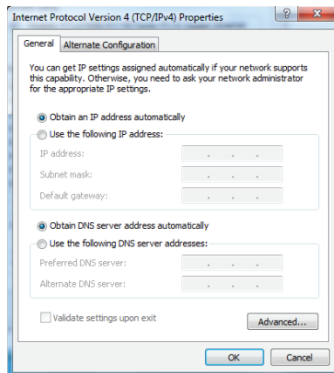 Internet Protocol Version 4 (TCP/IPv4) Properties
General
Alternate Configuration
You can get IP settings assigned automatically if your network supports
this capability. Otherwise, you need to ask your network administrator
for the appropriate IP settings.
Obtain an IP address automatically
Use the following IP address:
IP address:
Subnet mask:
Default gateway:
Obtain DNS server address automatically
Use the following DNS server addresses:
Preferred DNS server:
Alternate DNS server:
Validate settings upon exit
Advanced...
OK
Cancel